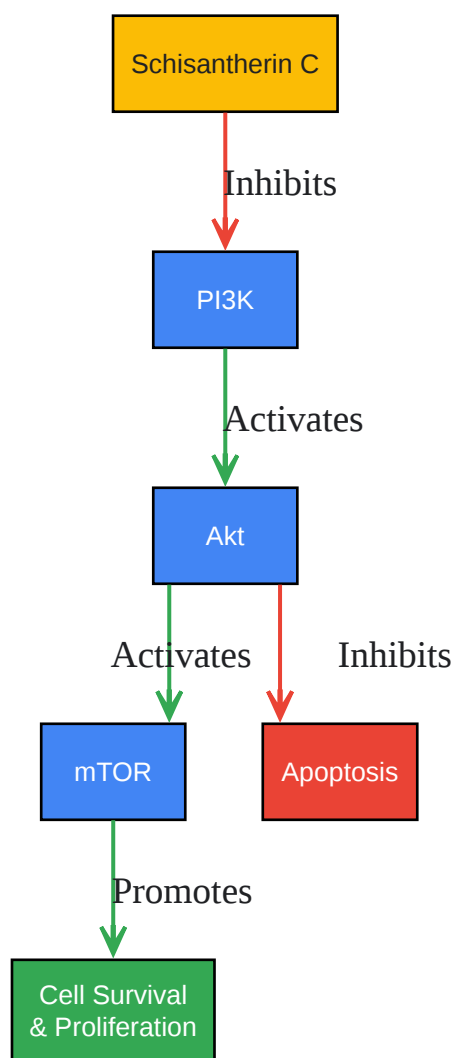 Schisantherin C
Inhibits
PI3K
Activates
Akt
Activates
Inhibits
mTOR
Apoptosis
Promotes
Cell Survival
& Proliferation